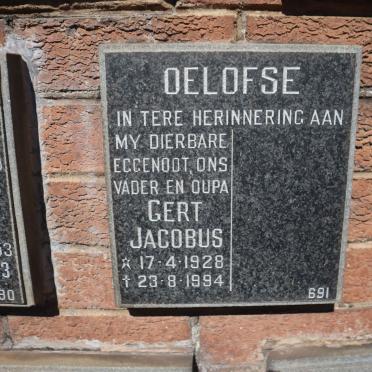 OELOFSE
IN TERE HERINNERING AAN
MY DIERBARE
EGGENOOT, ONS
VADER EN OUPA
GERT
JACOBUS
* 17-4-1928
† 23-8-1994
691